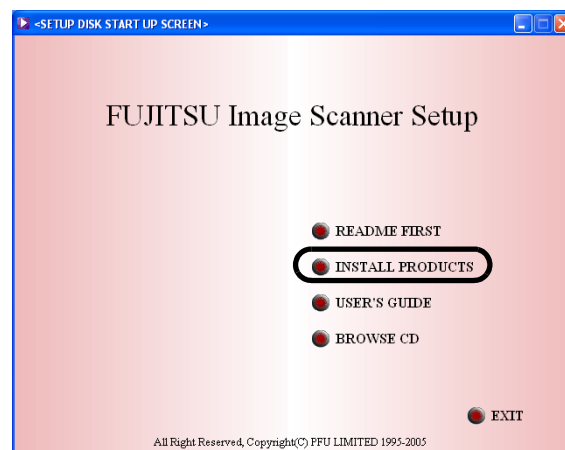 <SETUP DISK START UP SCREEN>
FUJITSU Image Scanner Setup
README FIRST
INSTALL PRODUCTS
USER'S GUIDE
BROWSE CD
EXIT
All Right Reserved, Copyright(C) PFU LIMITED 1995-2005